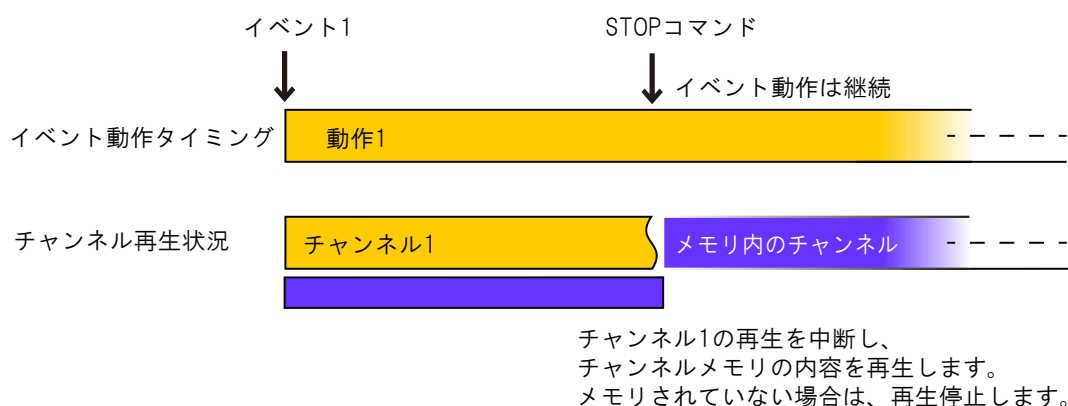 イベント1
STOPコマンド
イベント動作は継続
イベント動作タイミング
動作1
チャンネル再生状況
チャンネル1
メモリ内のチャンネル
チャンネル1の再生を中断し、
チャンネルメモリの内容を再生します。
メモリされていない場合は、再生停止します。